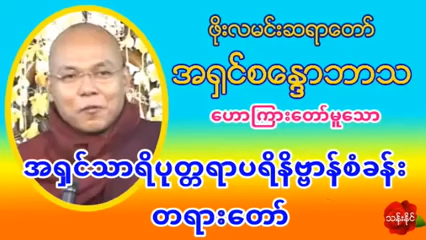 ဖိုးလမင်းဆရာတော်
အရှင်စန္ဒောဘာသ
ဟောကြားတော်မူသော
အရှင်သာရိပုတ္တရာပရိနိဗ္ဗာန်စံခန်း
တရားတော်
သန်းနိုင်